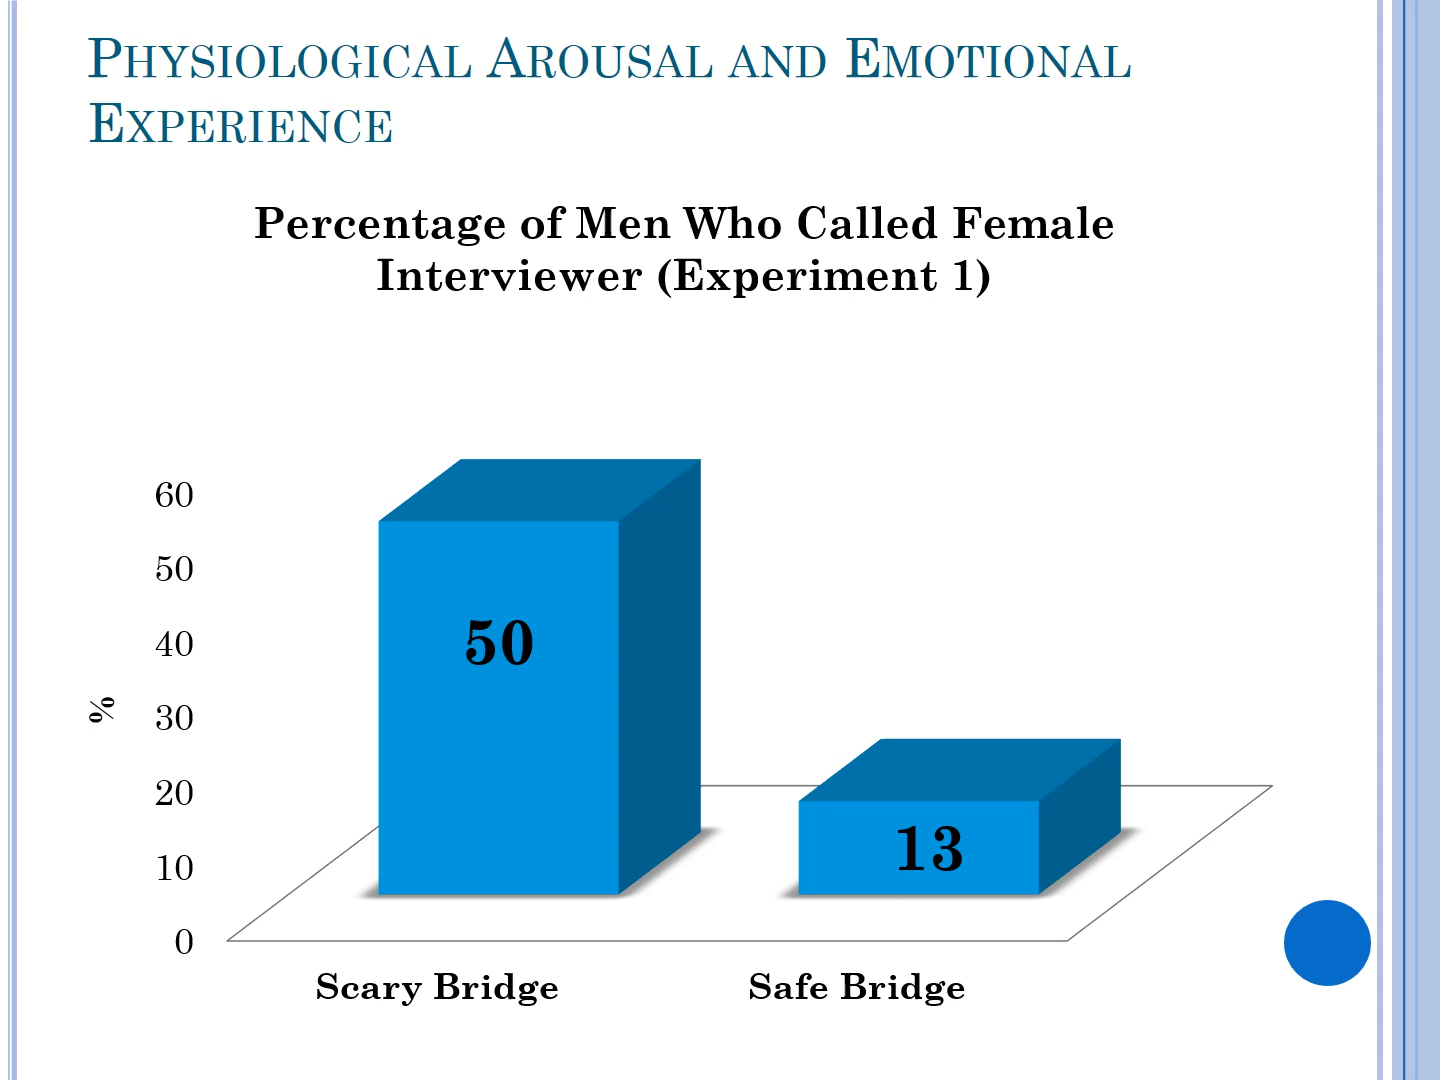 Physiological Arousal and Emotional
Experience
Percentage of Men Who Called Female
Interviewer (Experiment 1)
60
50
40
30
20
10
0
%
50
13
Scary Bridge
Safe Bridge